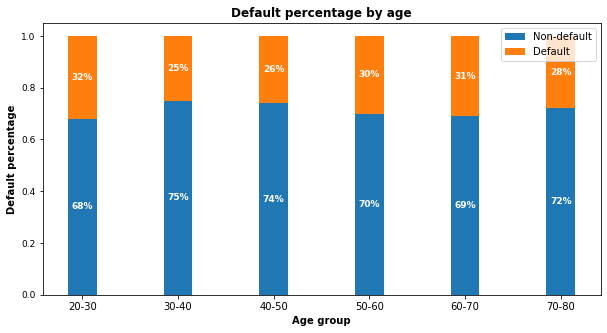 Default percentage by age
Non-default
Default
Default percentage
1.0
0.8
0.6
0.4
0.2
0.0
32% 25% 26% 30% 31% 28%
68% 75% 74% 70% 69% 72%
20-30 30-40 40-50 50-60 60-70 70-80
Age group